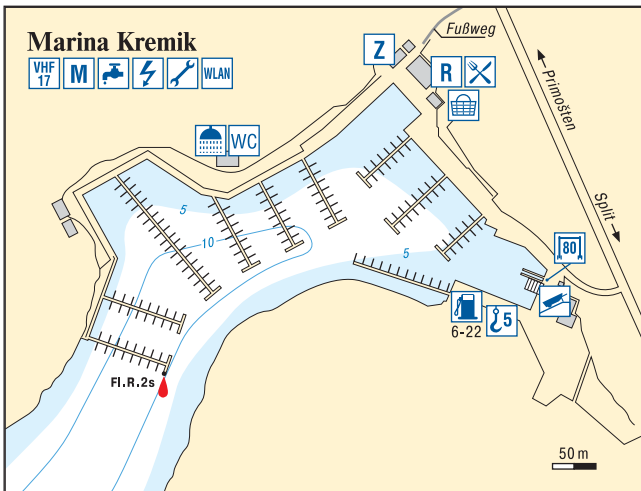 Marina Kremik
VHF 17
M
WLAN
Z
Fußweg
R
WC
Primošten
Split
5
10
5
80
6-22
5
Fl.R.2s
50 m